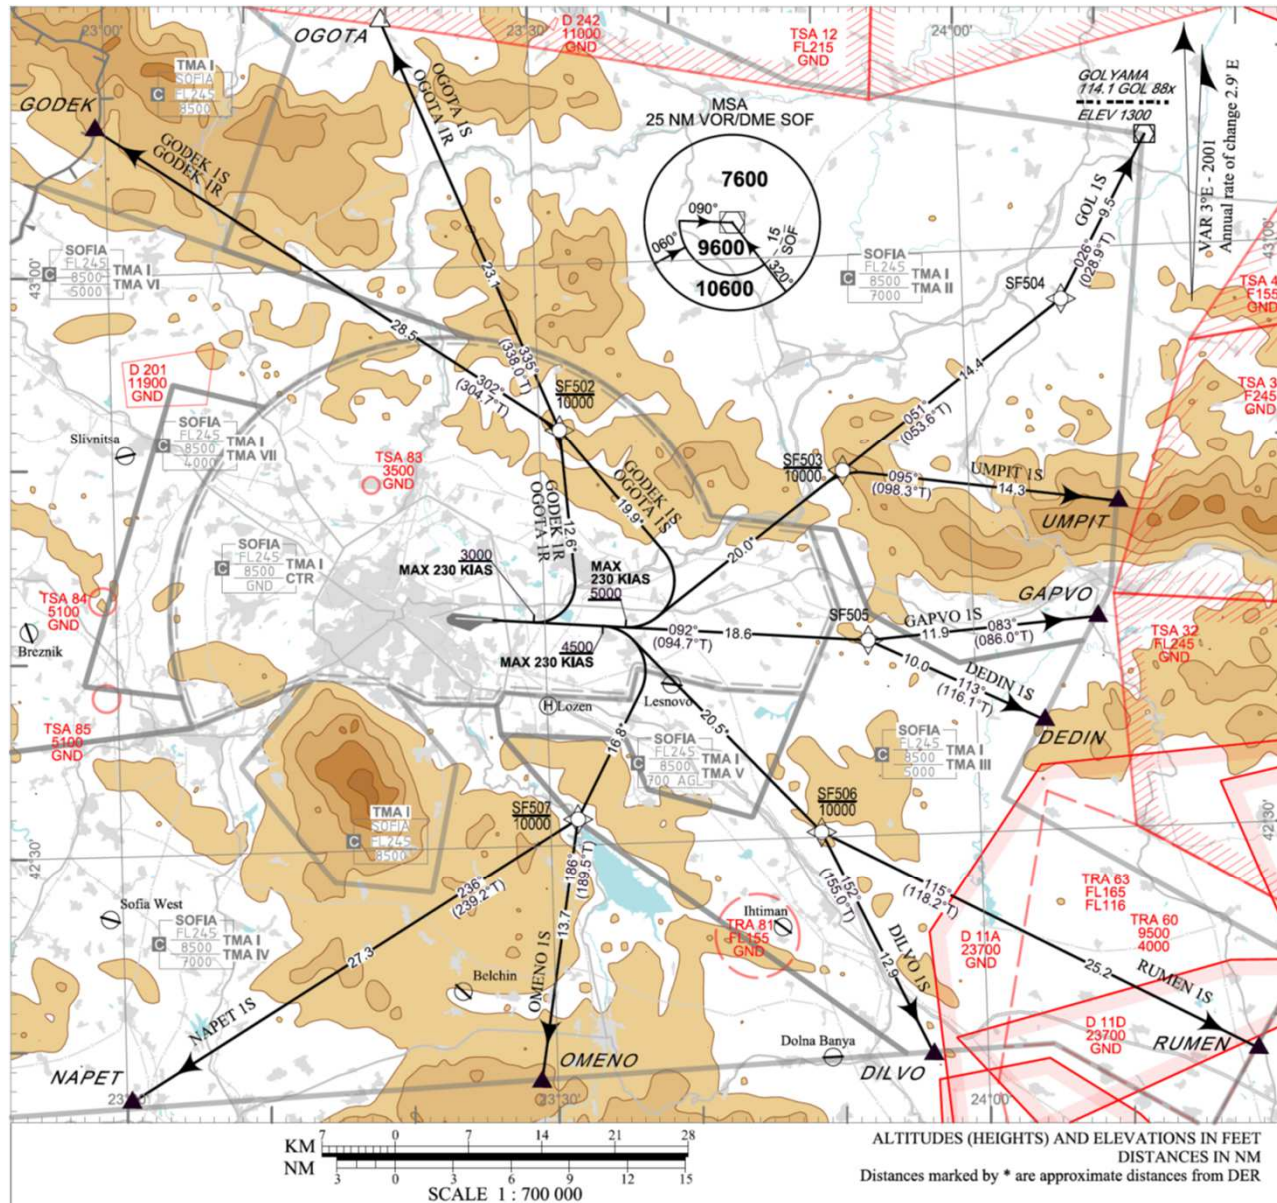 23°00'
OGOTA
D 242
11000
GND
23°30'
TSA 12
FL215
GND
24°00'
GOLYAMA
114.1 GOL 88x
ELEV 1300
VAR 3°E - 2001
Annual rate of change 2.9' E
GODEK
TMA I
SOFIA
C FL245
8500
OGOTA 1S
OGOTA 1R
GODEK 1S
GODEK 1R
MSA
25 NM VOR/DME SOF
7600
090°
060°
9600
15
SOF
320°
10600
GOL 1S
9.5
026°
(028.9°T)
43°00'
43°00'
SOFIA
C FL245
8500
5000
TMA I
TMA VI
23.1
SOFIA
C FL245
8500
7000
TMA I
TMA II
SF504
TSA 4
F155
GND
28.5
335°
(338.0°T)
302°
(304.7°T)
14.4
D 201
11900
GND
SF502
10000
TSA 3
F245
GND
051°
(053.6°T)
Slivnitsa
SOFIA
C FL245
8500
4000
TMA I
TMA VII
TSA 83
3500
GND
SF503
10000
095°
(098.3°T)
UMPIT 1S
14.3
UMPIT
GODEK 1S
OGOTA 1S
19.9*
GODEK 1R
OGOTA 1R
12.6*
20.0*
SOFIA
C FL245
8500
GND
TMA I
CTR
3000
MAX 230 KIAS
MAX
230 KIAS
5000
TSA 84
5100
GND
GAPVO
SF505
GAPVO 1S
11.9
083°
(086.0°T)
092°
(094.7°T)
18.6
TSA 32
FL245
GND
Breznik
4500
MAX 230 KIAS
10.0
DEDIN 1S
113°
(116.1°T)
Lozen
H
Lesnovo
TSA 85
5100
GND
DEDIN
16.8*
20.5*
SOFIA
C FL245
8500
700 AGL
TMA I
TMA V
SOFIA
C FL245
8500
5000
TMA I
TMA III
SF507
10000
SF506
10000
TMA I
SOFIA
C FL245
8500
42°30'
42°30'
236°
(239.2°T)
186°
(189.5°T)
152°
(155.0°T)
115°
(118.2°T)
TRA 63
FL165
FL116
Sofia West
Ihtiman
TRA 81
FL155
GND
TRA 60
9500
4000
SOFIA
C FL245
8500
7000
TMA I
TMA IV
D 11A
23700
GND
27.3
13.7
OMENO 1S
Belchin
12.9
DILVO 1S
25.2
RUMEN 1S
NAPET 1S
D 11D
23700
GND
Dolna Banya
RUMEN
NAPET
OMENO
DILVO
23°00'
23°30'
24°00'
KM 7 0 7 14 21 28
NM 3 0 3 6 9 12 15
SCALE 1 : 700 000
ALTITUDES (HEIGHTS) AND ELEVATIONS IN FEET
DISTANCES IN NM
Distances marked by * are approximate distances from DER